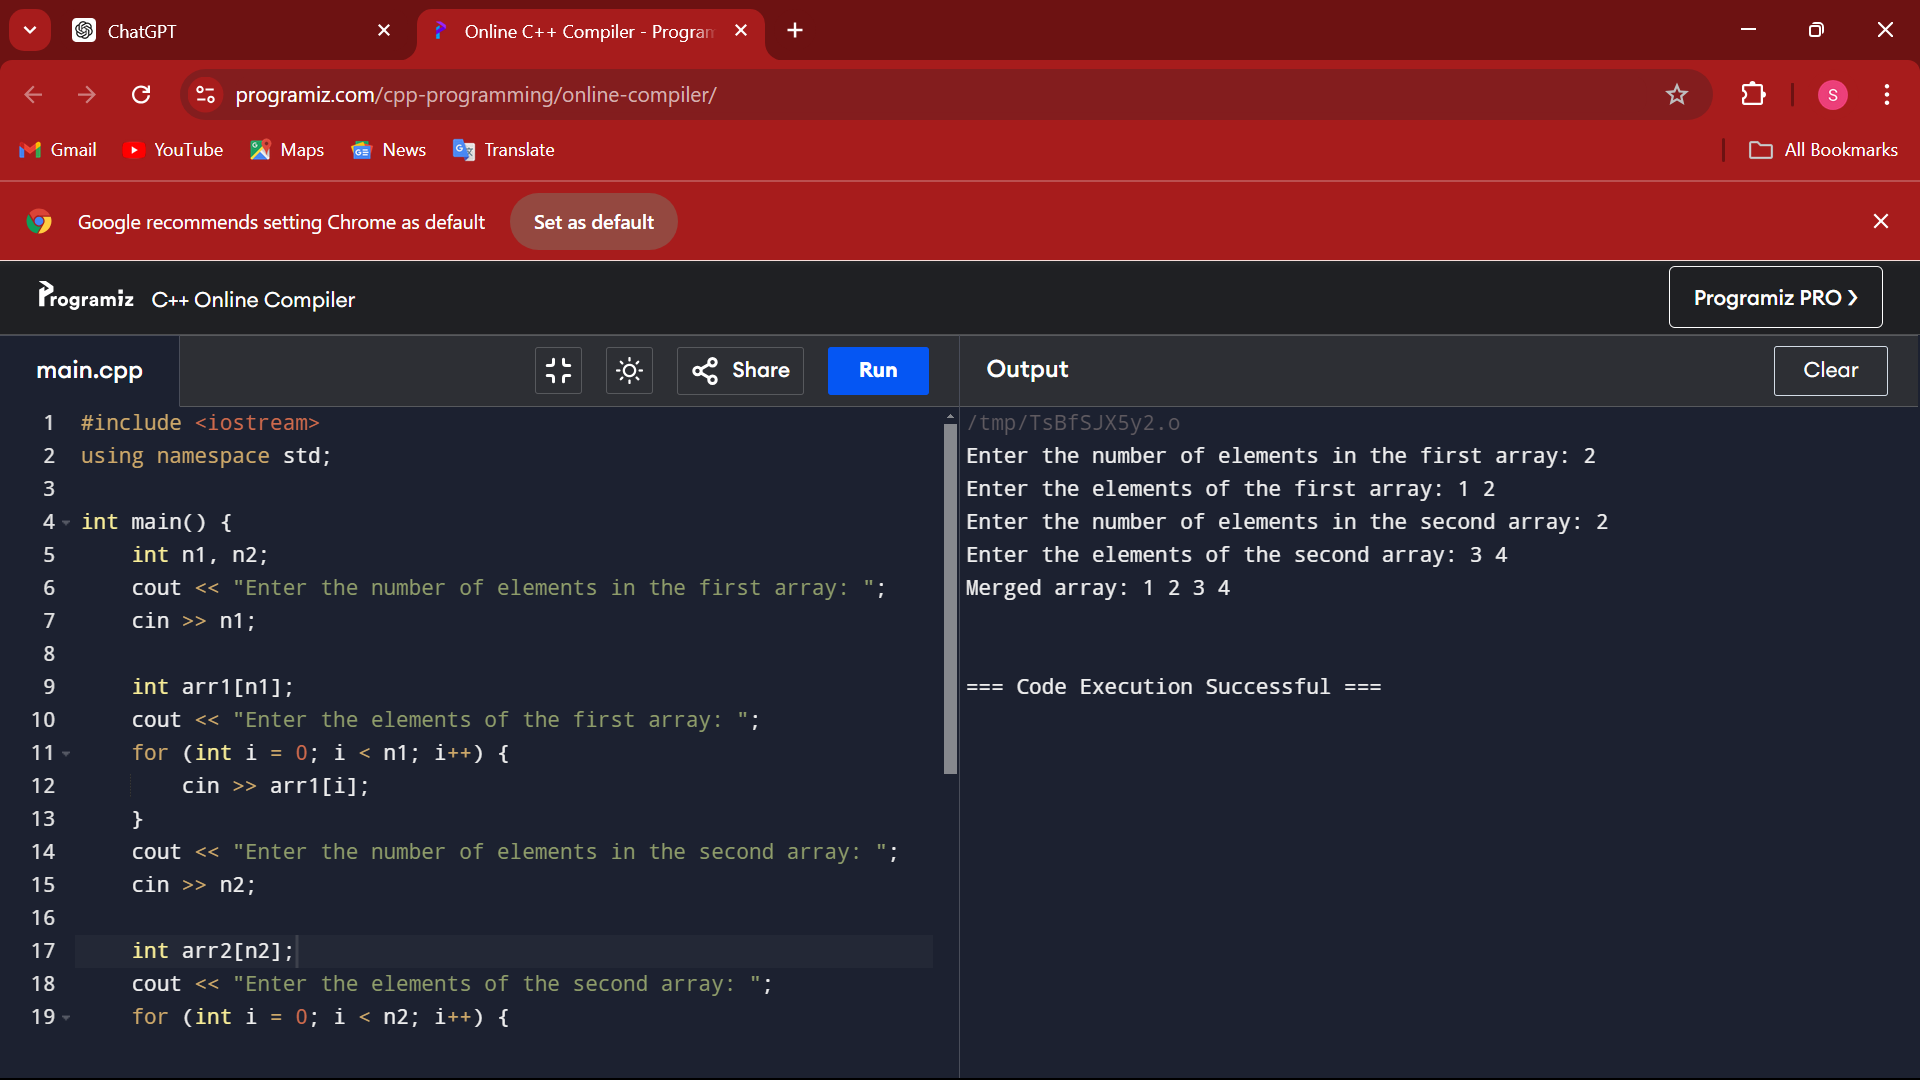 ChatGPT
Online C++ Compiler - Program
programiz.com/cpp-programming/online-compiler/
S
Gmail
YouTube
Maps
News
Translate
All Bookmarks
Google recommends setting Chrome as default
Set as default
Programiz C++ Online Compiler
Programiz PRO ❯
main.cpp
Share
Run
Output
Clear
1 #include <iostream>
2 using namespace std;
3
4 int main() {
5     int n1, n2;
6     cout << "Enter the number of elements in the first array: ";
7     cin >> n1;
8
9     int arr1[n1];
10     cout << "Enter the elements of the first array: ";
11     for (int i = 0; i < n1; i++) {
12         cin >> arr1[i];
13     }
14     cout << "Enter the number of elements in the second array: ";
15     cin >> n2;
16
17     int arr2[n2];
18     cout << "Enter the elements of the second array: ";
19     for (int i = 0; i < n2; i++) {
/tmp/TsBfSJX5y2.o
Enter the number of elements in the first array: 2
Enter the elements of the first array: 1 2
Enter the number of elements in the second array: 2
Enter the elements of the second array: 3 4
Merged array: 1 2 3 4
=== Code Execution Successful ===